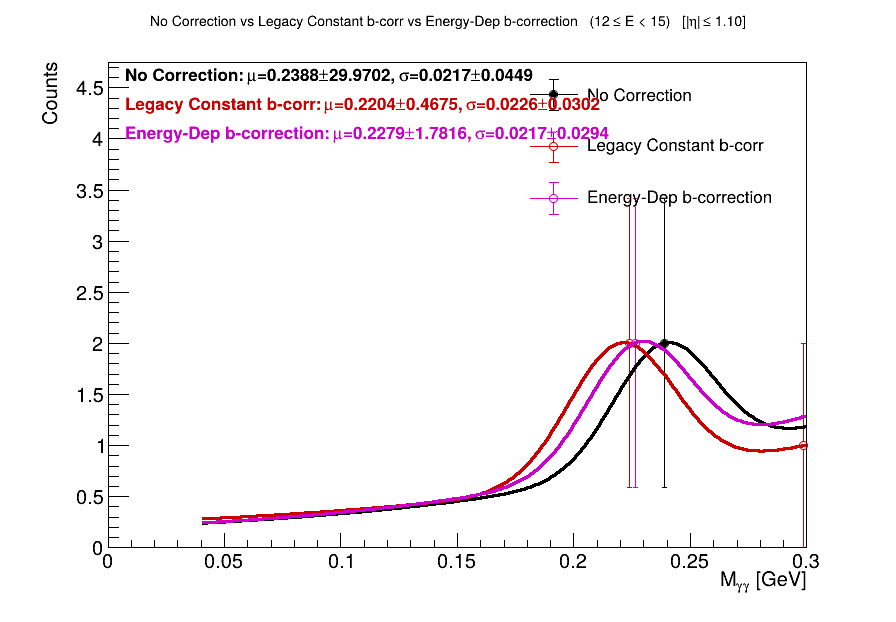 No Correction vs Legacy Constant b-corr vs Energy-Dep b-correction (12 ≤ E < 15) [|η| ≤ 1.10]
Counts
No Correction: μ=0.2388±29.9702, σ=0.0217±0.0449
Legacy Constant b-corr: μ=0.2204±0.4675, σ=0.0226±0.0302
Energy-Dep b-correction: μ=0.2279±1.7816, σ=0.0217±0.0294
No Correction
Legacy Constant b-corr
Energy-Dep b-correction
4.5
4
3.5
3
2.5
2
1.5
1
0.5
0
0 0.05 0.1 0.15 0.2 0.25 0.3
Mγγ [GeV]